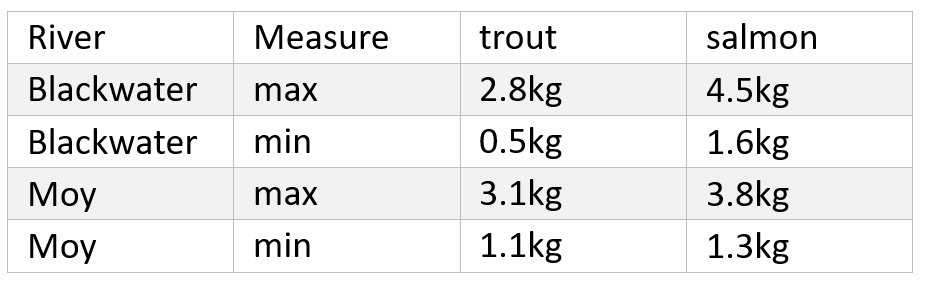 River Measure trout salmon
Blackwater max 2.8kg 4.5kg
Blackwater min 0.5kg 1.6kg
Moy max 3.1kg 3.8kg
Moy min 1.1kg 1.3kg